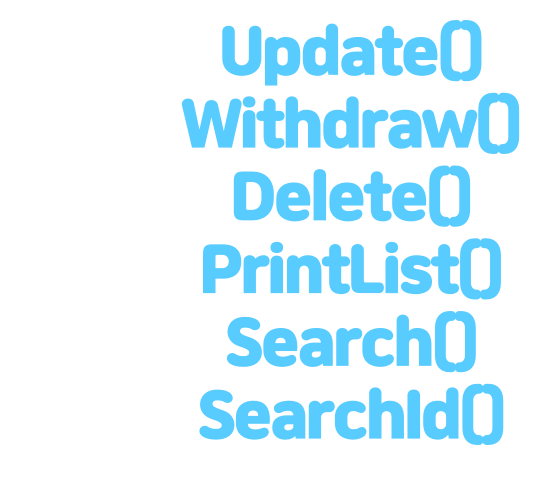 Update()
Withdraw()
Delete()
PrintList()
Search()
SearchId()